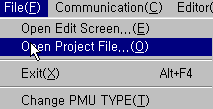 File(F) Communication(C) Editor
Open Edit Screen...(E)
Open Project File...(O)
Exit(X) Alt+F4
Change PMU TYPE(T)